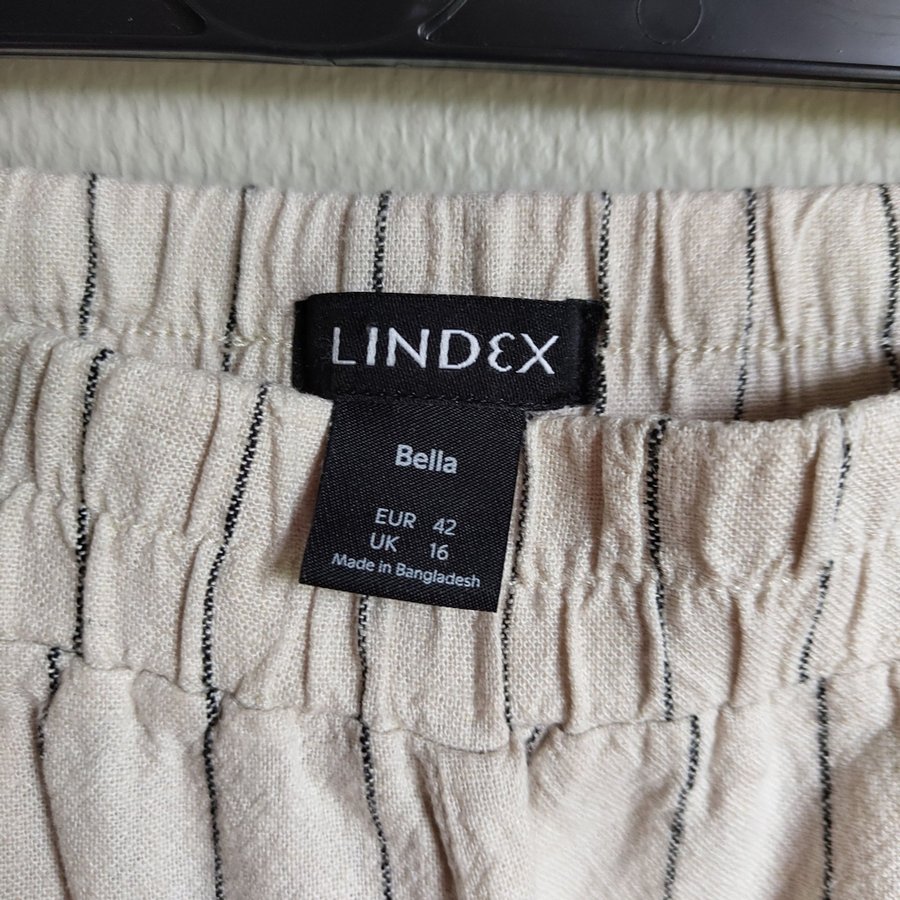 LINDEX
Bella
EUR 42
UK 16
Made in Bangladesh